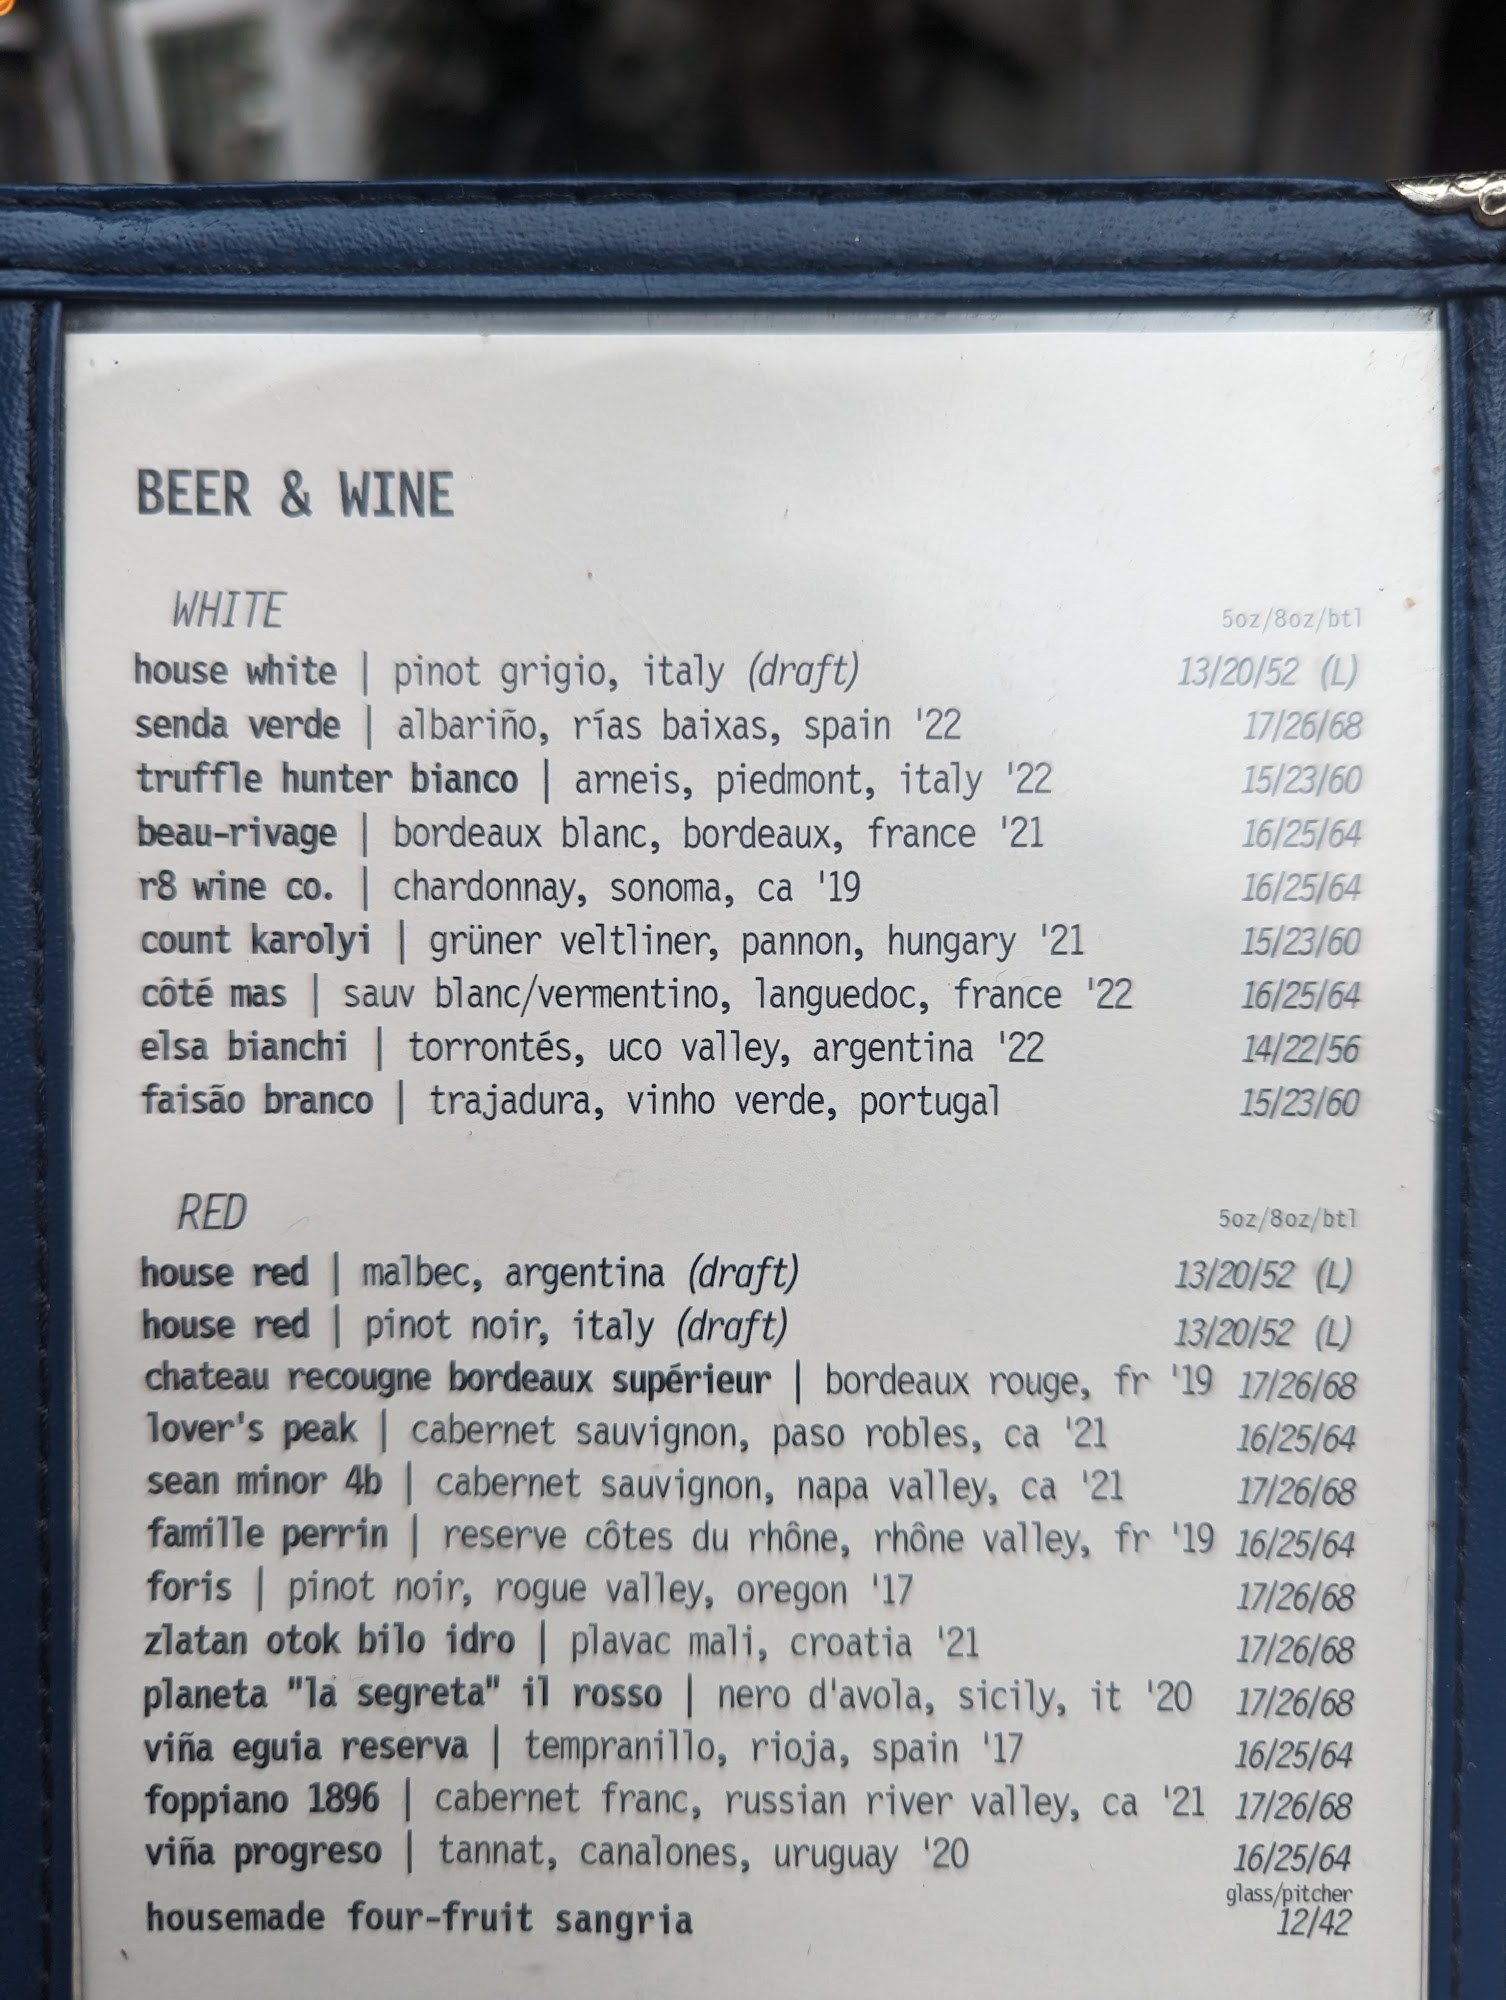 BEER & WINE
WHITE 5oz/8oz/btl
house white | pinot grigio, italy (draft) 13/20/52 (L)
senda verde | albariño, rías baixas, spain '22 17/26/68
truffle hunter bianco | arneis, piedmont, italy '22 15/23/60
beau-rivage | bordeaux blanc, bordeaux, france '21 16/25/64
r8 wine co. | chardonnay, sonoma, ca '19 16/25/64
count karolyi | grüner veltliner, pannon, hungary '21 15/23/60
côté mas | sauv blanc/vermentino, languedoc, france '22 16/25/64
elsa bianchi | torrontés, uco valley, argentina '22 14/22/56
faisão branco | trajadura, vinho verde, portugal 15/23/60
RED 5oz/8oz/btl
house red | malbec, argentina (draft) 13/20/52 (L)
house red | pinot noir, italy (draft) 13/20/52 (L)
chateau recougne bordeaux supérieur | bordeaux rouge, fr '19 17/26/68
lover's peak | cabernet sauvignon, paso robles, ca '21 16/25/64
sean minor 4b | cabernet sauvignon, napa valley, ca '21 17/26/68
famille perrin | reserve côtes du rhône, rhône valley, fr '19 16/25/64
foris | pinot noir, rogue valley, oregon '17 17/26/68
zlatan otok bilo idro | plavac mali, croatia '21 17/26/68
planeta "la segreta" il rosso | nero d'avola, sicily, it '20 17/26/68
viña eguia reserva | tempranillo, rioja, spain '17 16/25/64
foppiano 1896 | cabernet franc, russian river valley, ca '21 17/26/68
viña progreso | tannat, canalones, uruguay '20 16/25/64
glass/pitcher
housemade four-fruit sangria 12/42